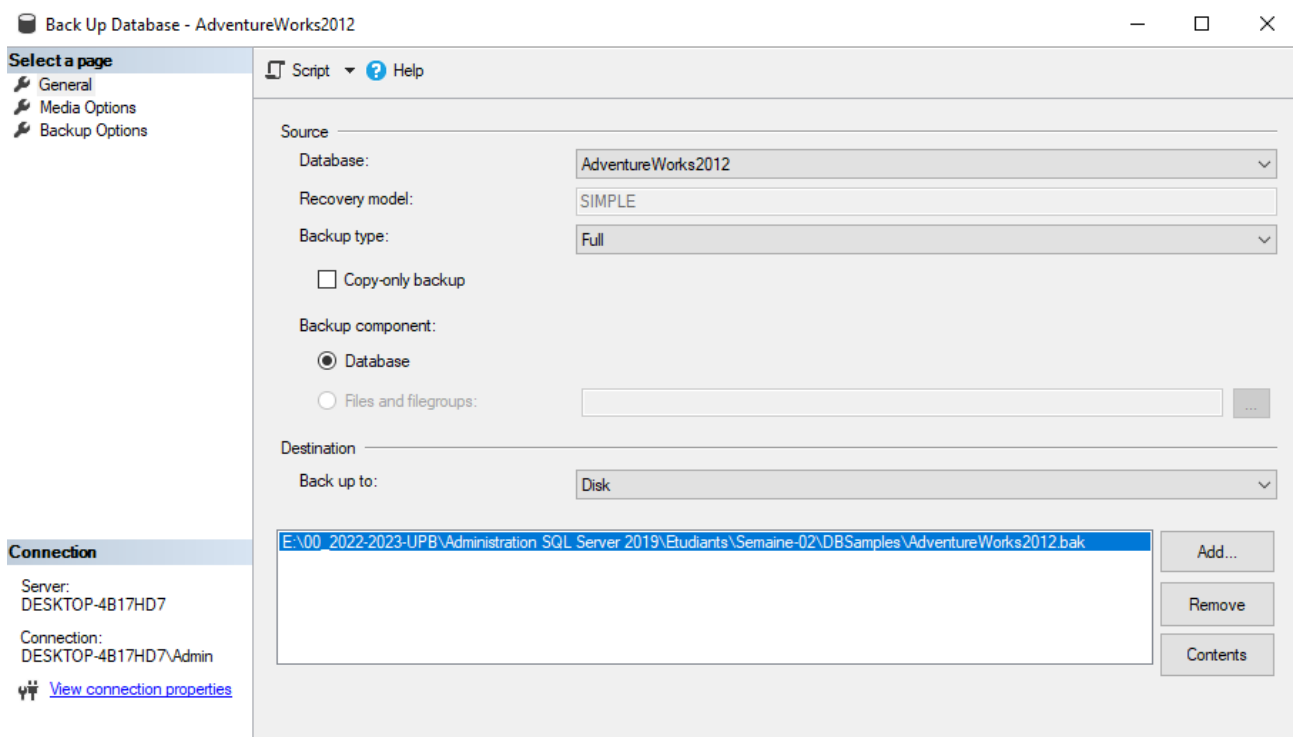 Back Up Database - AdventureWorks2012
Select a page
General
Media Options
Backup Options
Script
Help
Source
Database:
AdventureWorks2012
Recovery model:
SIMPLE
Backup type:
Full
Copy-only backup
Backup component:
Database
Files and filegroups:
...
Destination
Back up to:
Disk
E:\00_2022-2023-UPB\Administration SQL Server 2019\Etudiants\Semaine-02\DBSamples\AdventureWorks2012.bak
Add...
Remove
Contents
Connection
Server:
DESKTOP-4B17HD7
Connection:
DESKTOP-4B17HD7\Admin
View connection properties